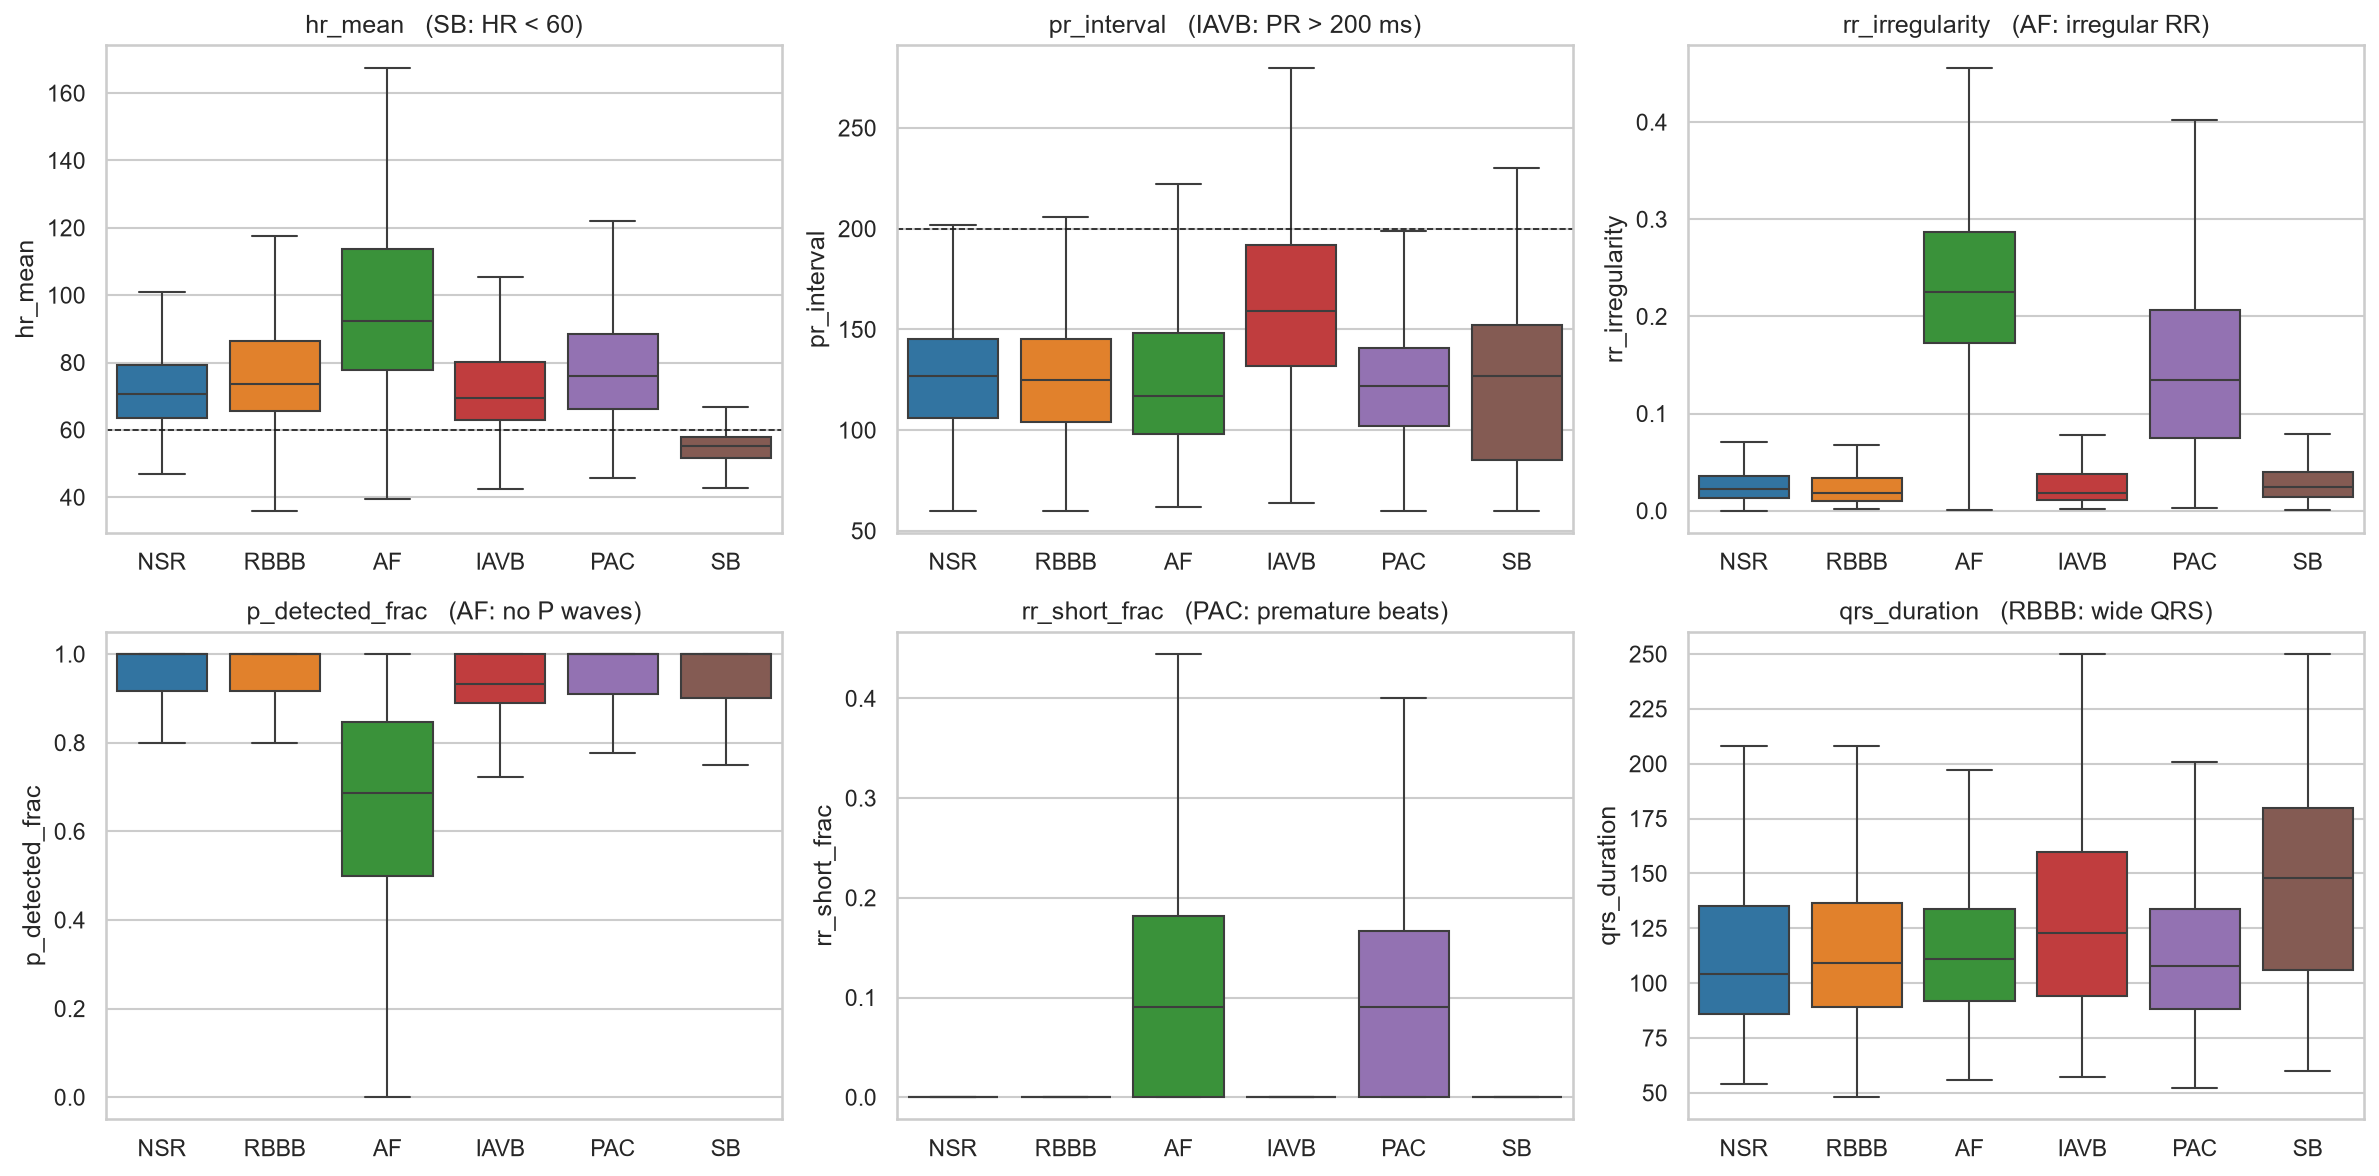 hr_mean (SB: HR < 60)
hr_mean
160
140
120
100
80
60
40
NSR RBBB AF IAVB PAC SB
pr_interval (IAVB: PR > 200 ms)
pr_interval
250
200
150
100
50
NSR RBBB AF IAVB PAC SB
rr_irregularity (AF: irregular RR)
rr_irregularity
0.4
0.3
0.2
0.1
0.0
NSR RBBB AF IAVB PAC SB
p_detected_frac (AF: no P waves)
p_detected_frac
1.0
0.8
0.6
0.4
0.2
0.0
NSR RBBB AF IAVB PAC SB
rr_short_frac (PAC: premature beats)
rr_short_frac
0.4
0.3
0.2
0.1
0.0
NSR RBBB AF IAVB PAC SB
qrs_duration (RBBB: wide QRS)
qrs_duration
250
225
200
175
150
125
100
75
50
NSR RBBB AF IAVB PAC SB